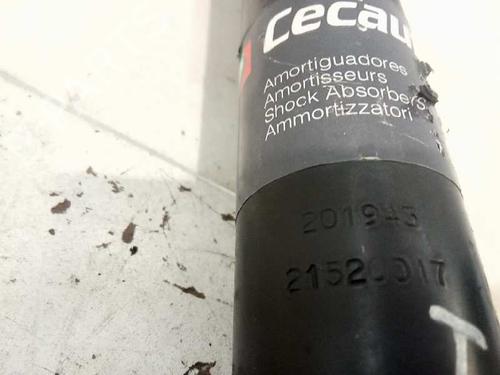 Cecau
Amortiguadores
Amortisseurs
Shock Absorbers
Ammortizzatori
201943
21520017
T